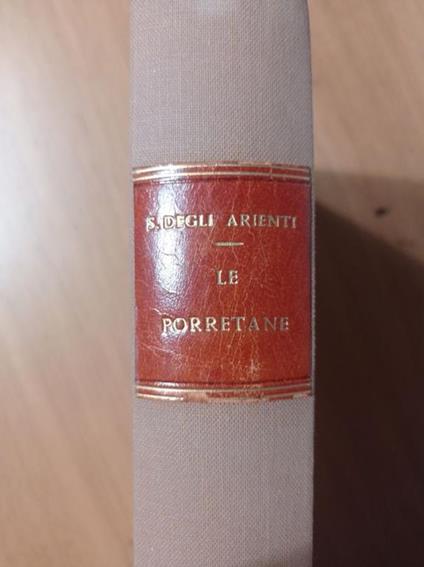 S. DEGLI ARIENTI
LE
PORRETANE